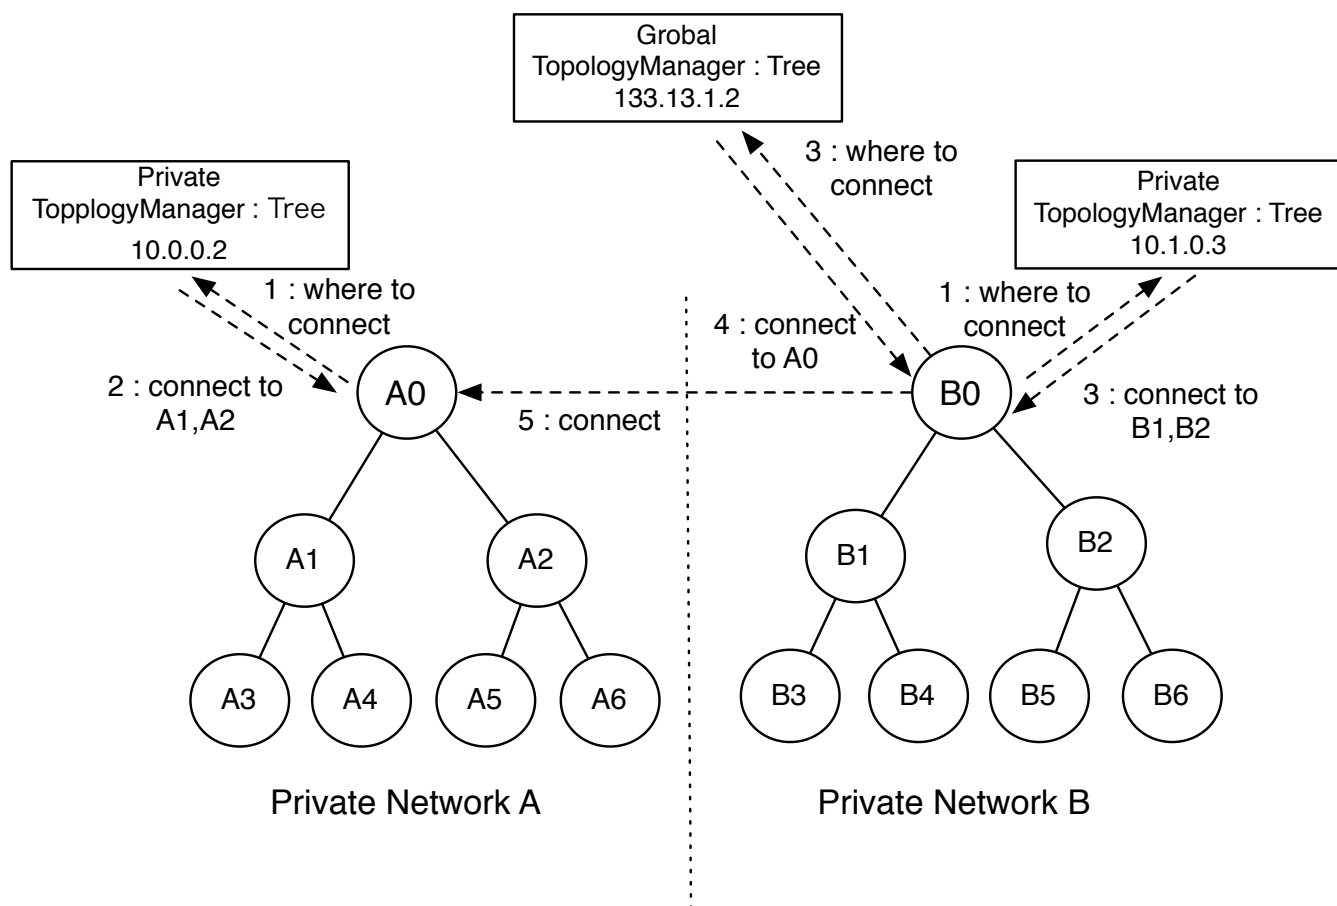 Grobal
TopologyManager : Tree
133.13.1.2
Private
TopplogyManager : Tree
10.0.0.2
3 : where to
connect
Private
TopologyManager : Tree
10.1.0.3
1 : where to
connect
2 : connect to
A1,A2
4 : connect
to A0
1 : where to
connect
3 : connect to
B1,B2
A0
5 : connect
B0
A1
A2
B1
B2
A3
A4
A5
A6
B3
B4
B5
B6
Private Network A
Private Network B